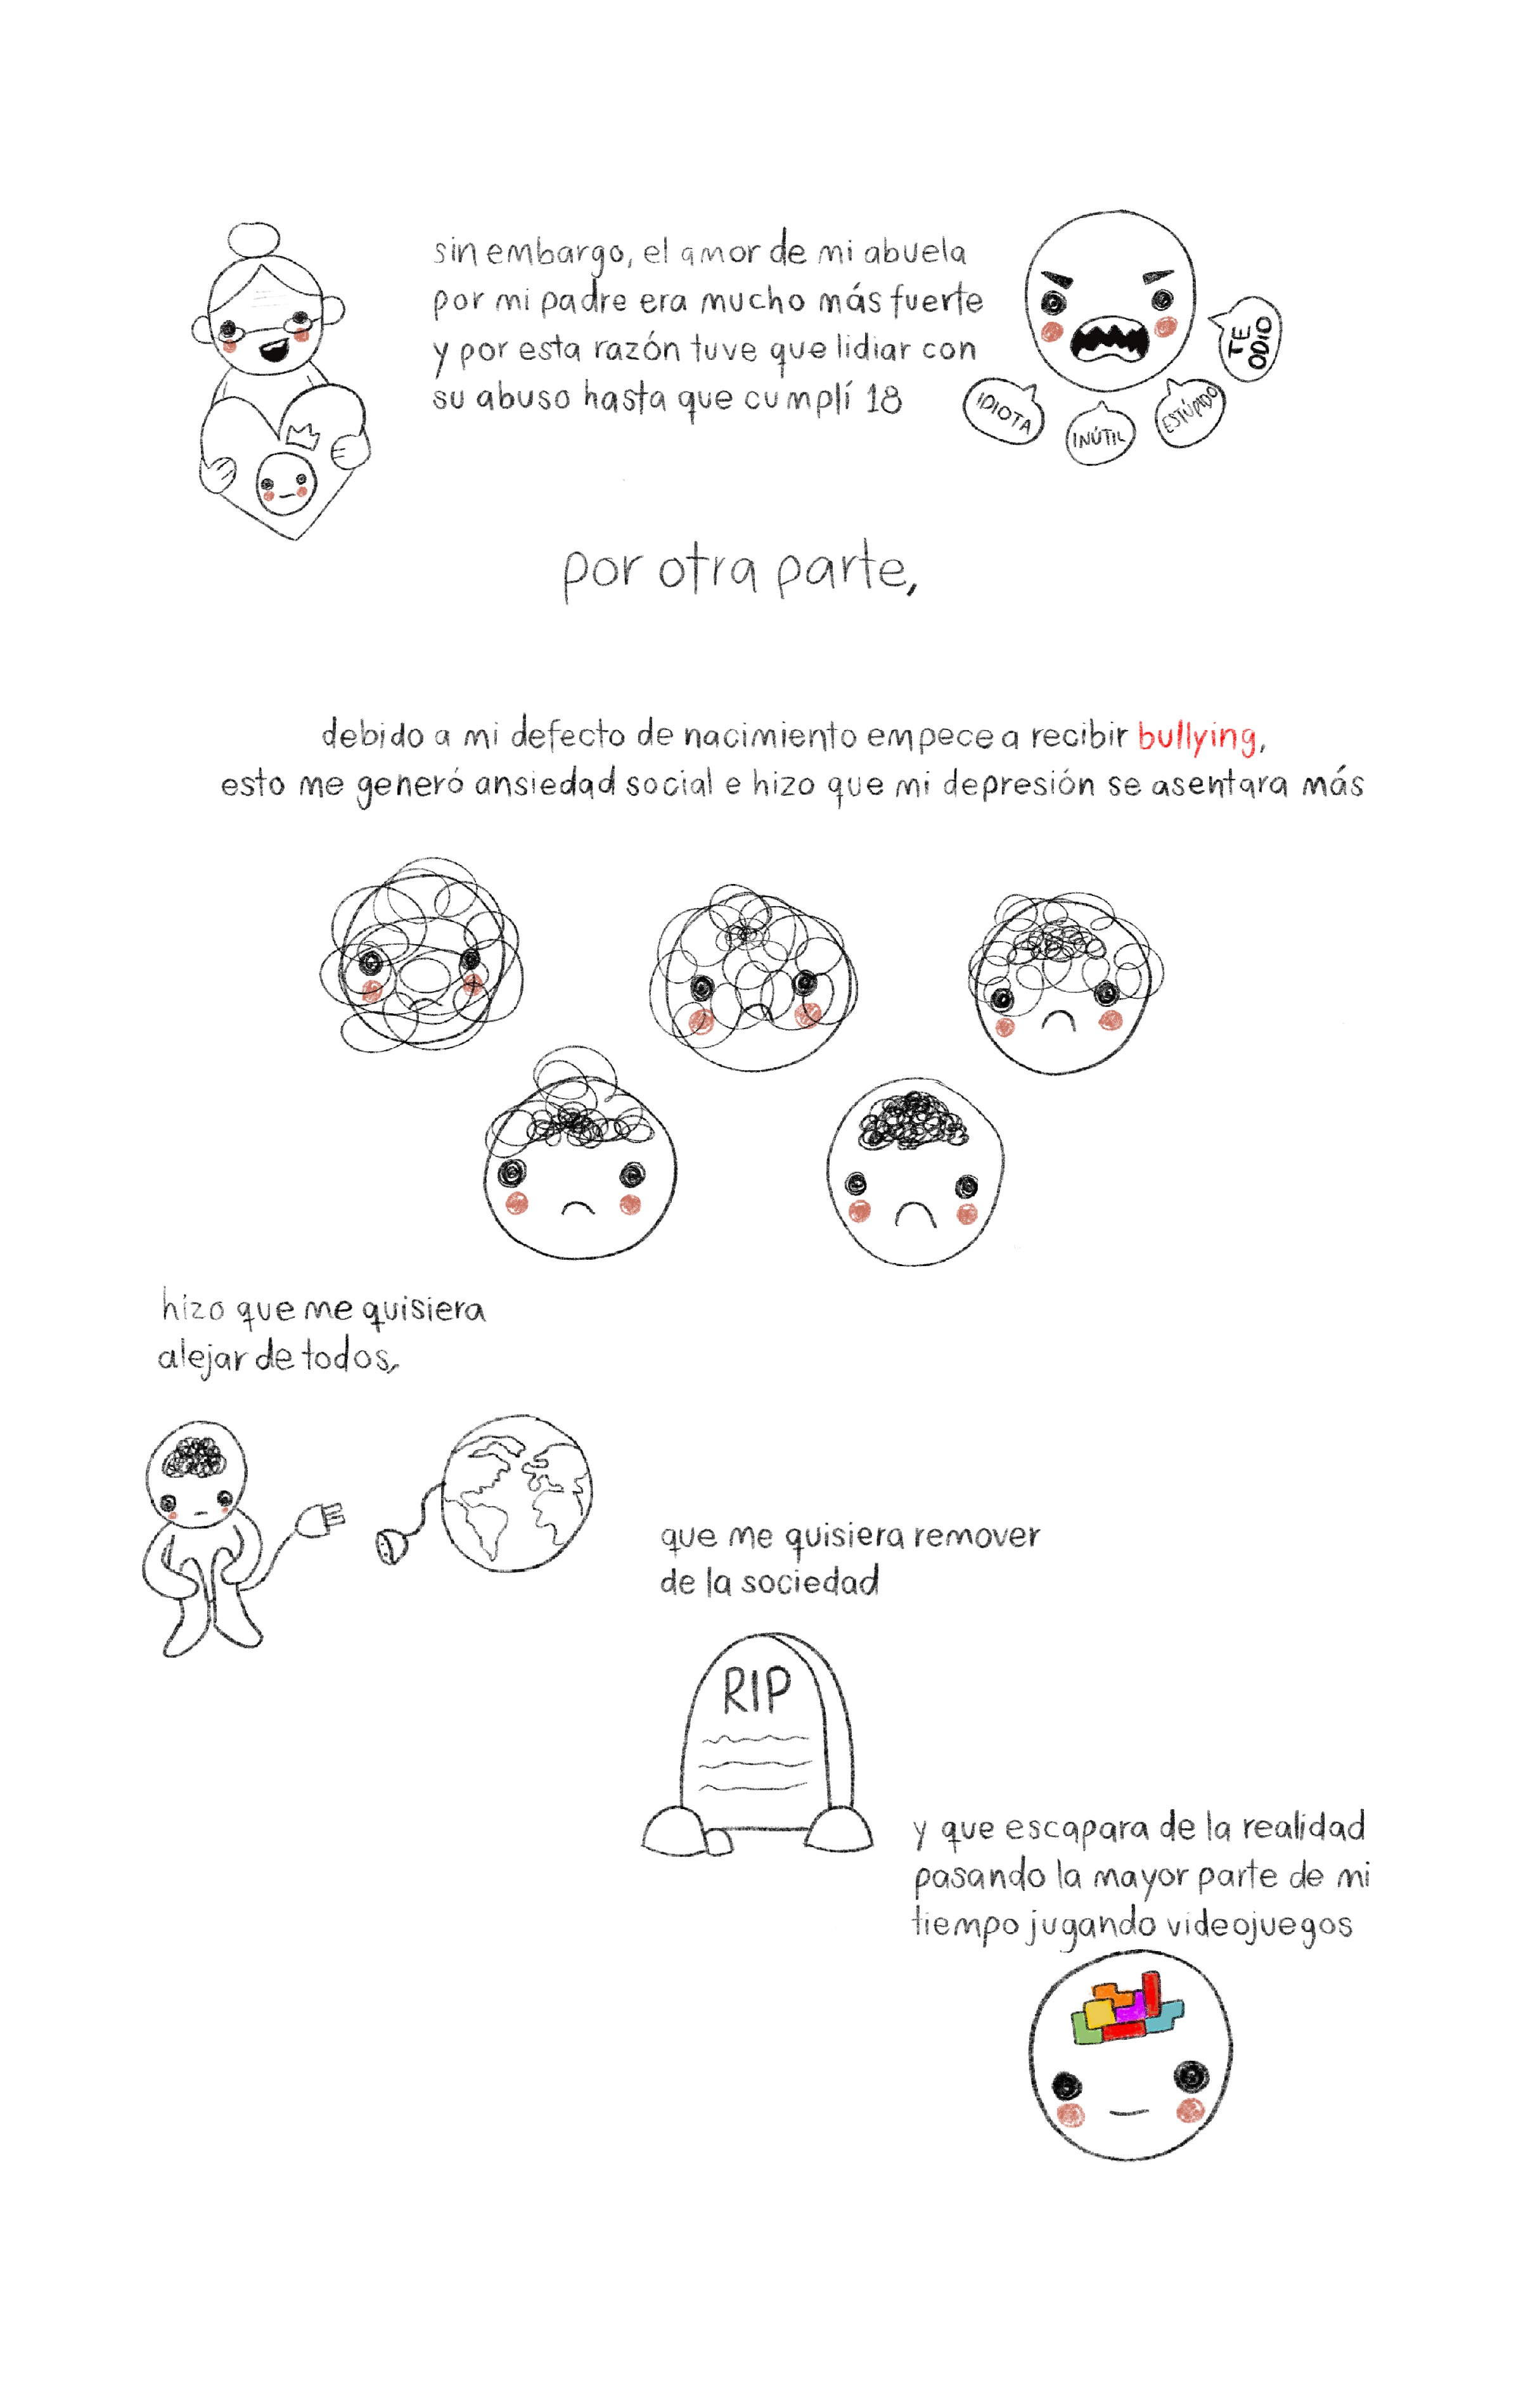 sin embargo, el amor de mi abuela
por mi padre era mucho más fuerte
y por esta razón tuve que lidiar con
su abuso hasta que cumplí 18
IDIOTA
INÚTIL
ESTÚPIDO
TE
ODIO
por otra parte,
debido a mi defecto de nacimiento empece a recibir bullying,
esto me generó ansiedad social e hizo que mi depresión se asentara más
hizo que me quisiera
alejar de todos,
que me quisiera remover
de la sociedad
RIP
y que escapara de la realidad
pasando la mayor parte de mi
tiempo jugando videojuegos